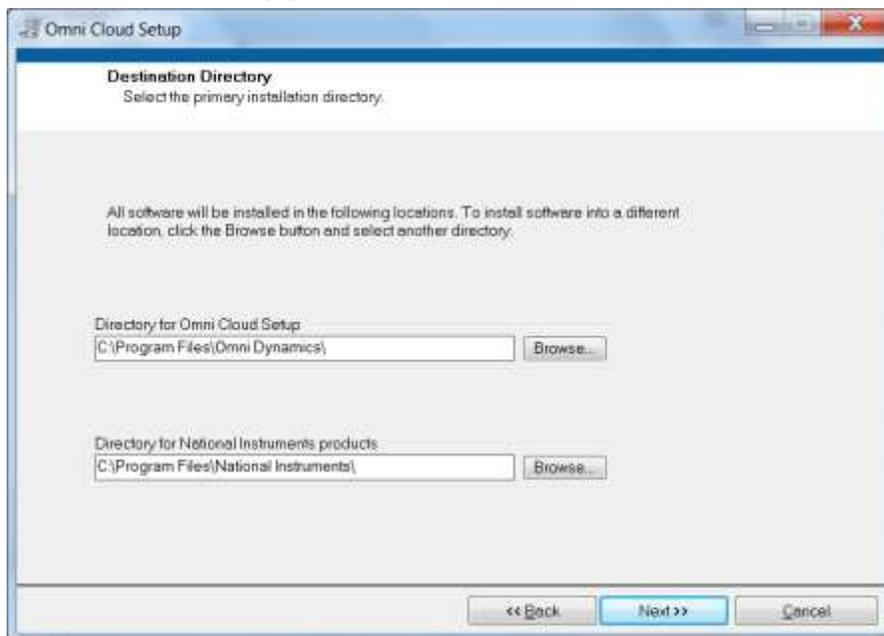 Omni Cloud Setup
Destination Directory
Select the primary installation directory.
All software will be installed in the following locations. To install software into a different
location, click the Browse button and select another directory.
Directory for Omni Cloud Setup
C:\Program Files\Omni Dynamics\
Browse...
Directory for National Instruments products
C:\Program Files\National Instruments\
Browse...
<< Back
Next >>
Cancel